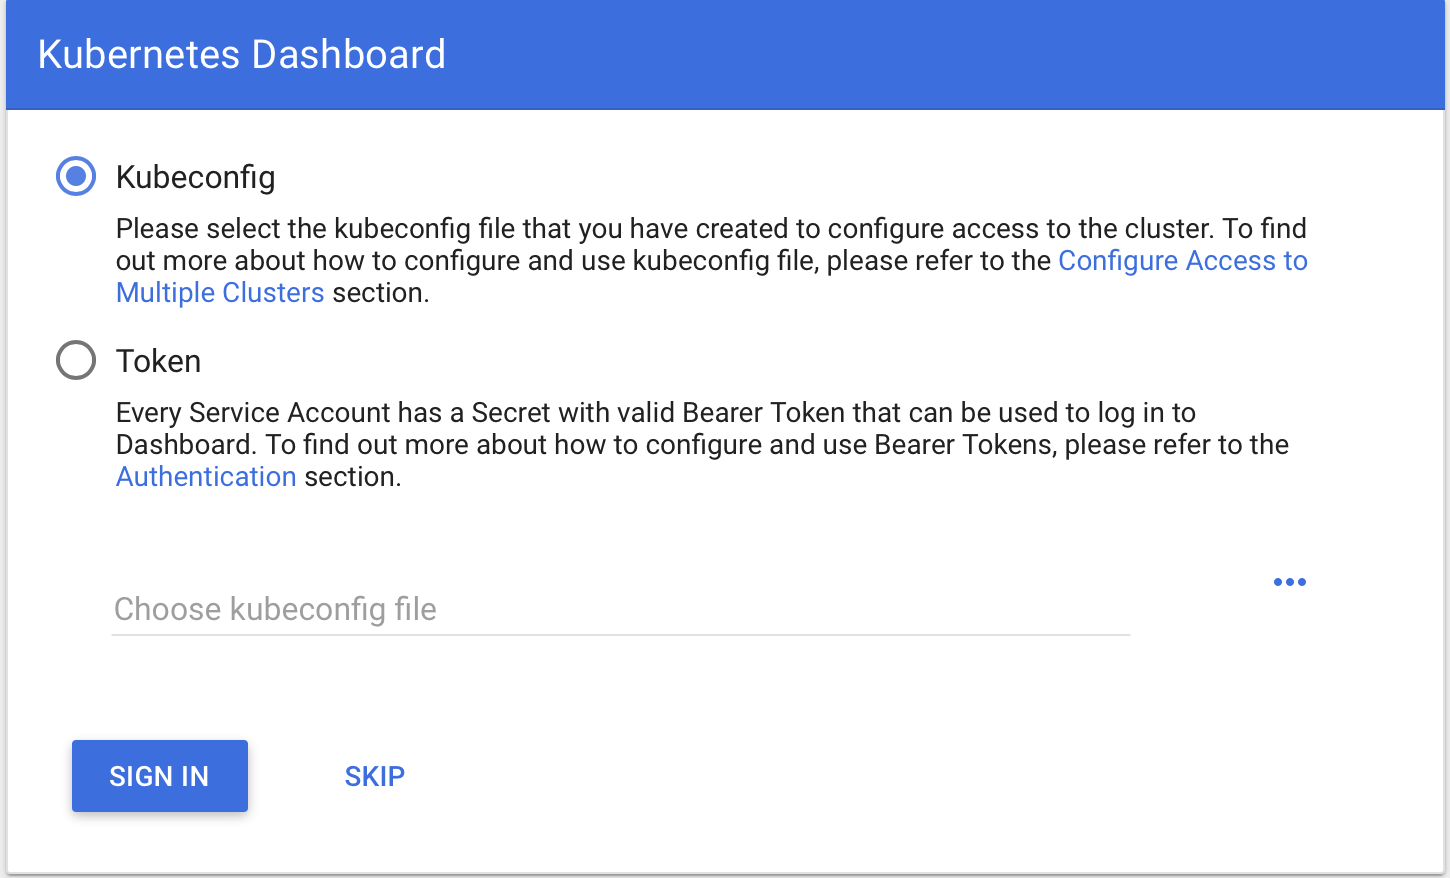 Kubernetes Dashboard
Kubeconfig
Please select the kubeconfig file that you have created to configure access to the cluster. To find
out more about how to configure and use kubeconfig file, please refer to the Configure Access to
Multiple Clusters section.
Token
Every Service Account has a Secret with valid Bearer Token that can be used to log in to
Dashboard. To find out more about how to configure and use Bearer Tokens, please refer to the
Authentication section.
Choose kubeconfig file
SIGN IN
SKIP